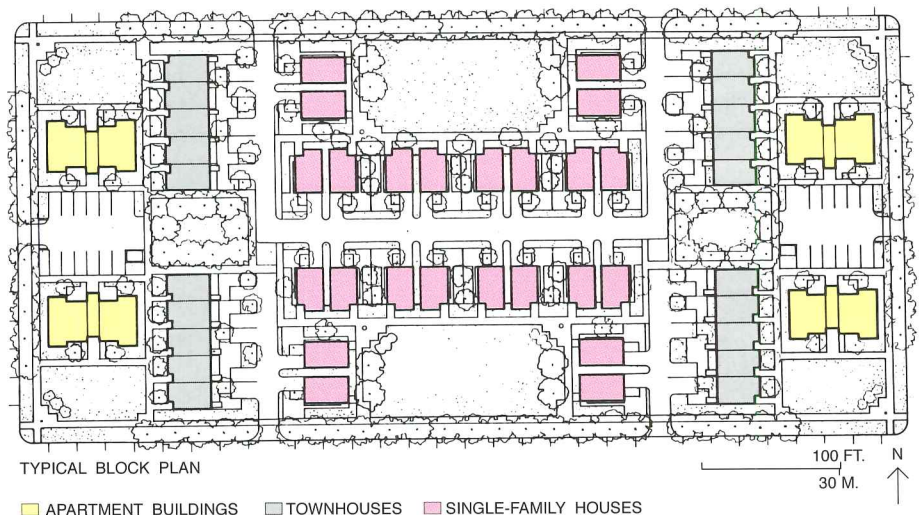 TYPICAL BLOCK PLAN
100 FT.
30 M.
N
APARTMENT BUILDINGS
TOWNHOUSES
SINGLE-FAMILY HOUSES